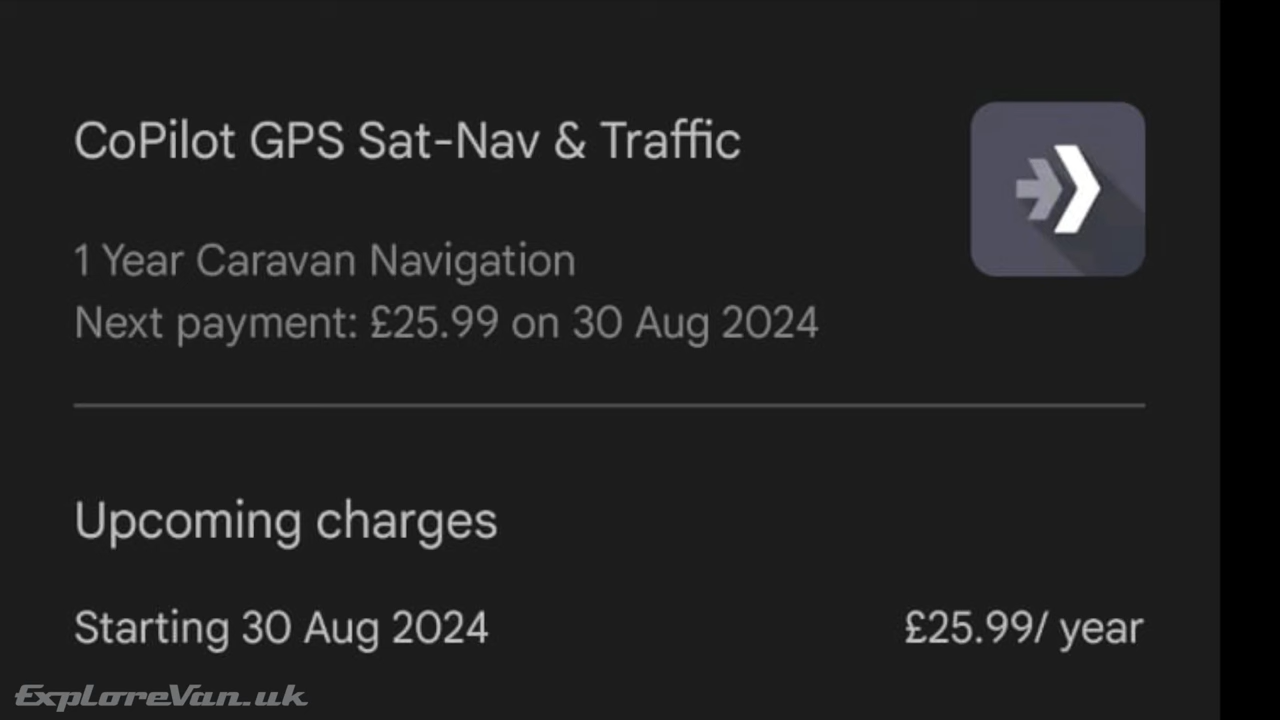 CoPilot GPS Sat-Nav & Traffic
1 Year Caravan Navigation
Next payment: £25.99 on 30 Aug 2024
Upcoming charges
Starting 30 Aug 2024 £25.99/ year
ExploreVan.uk